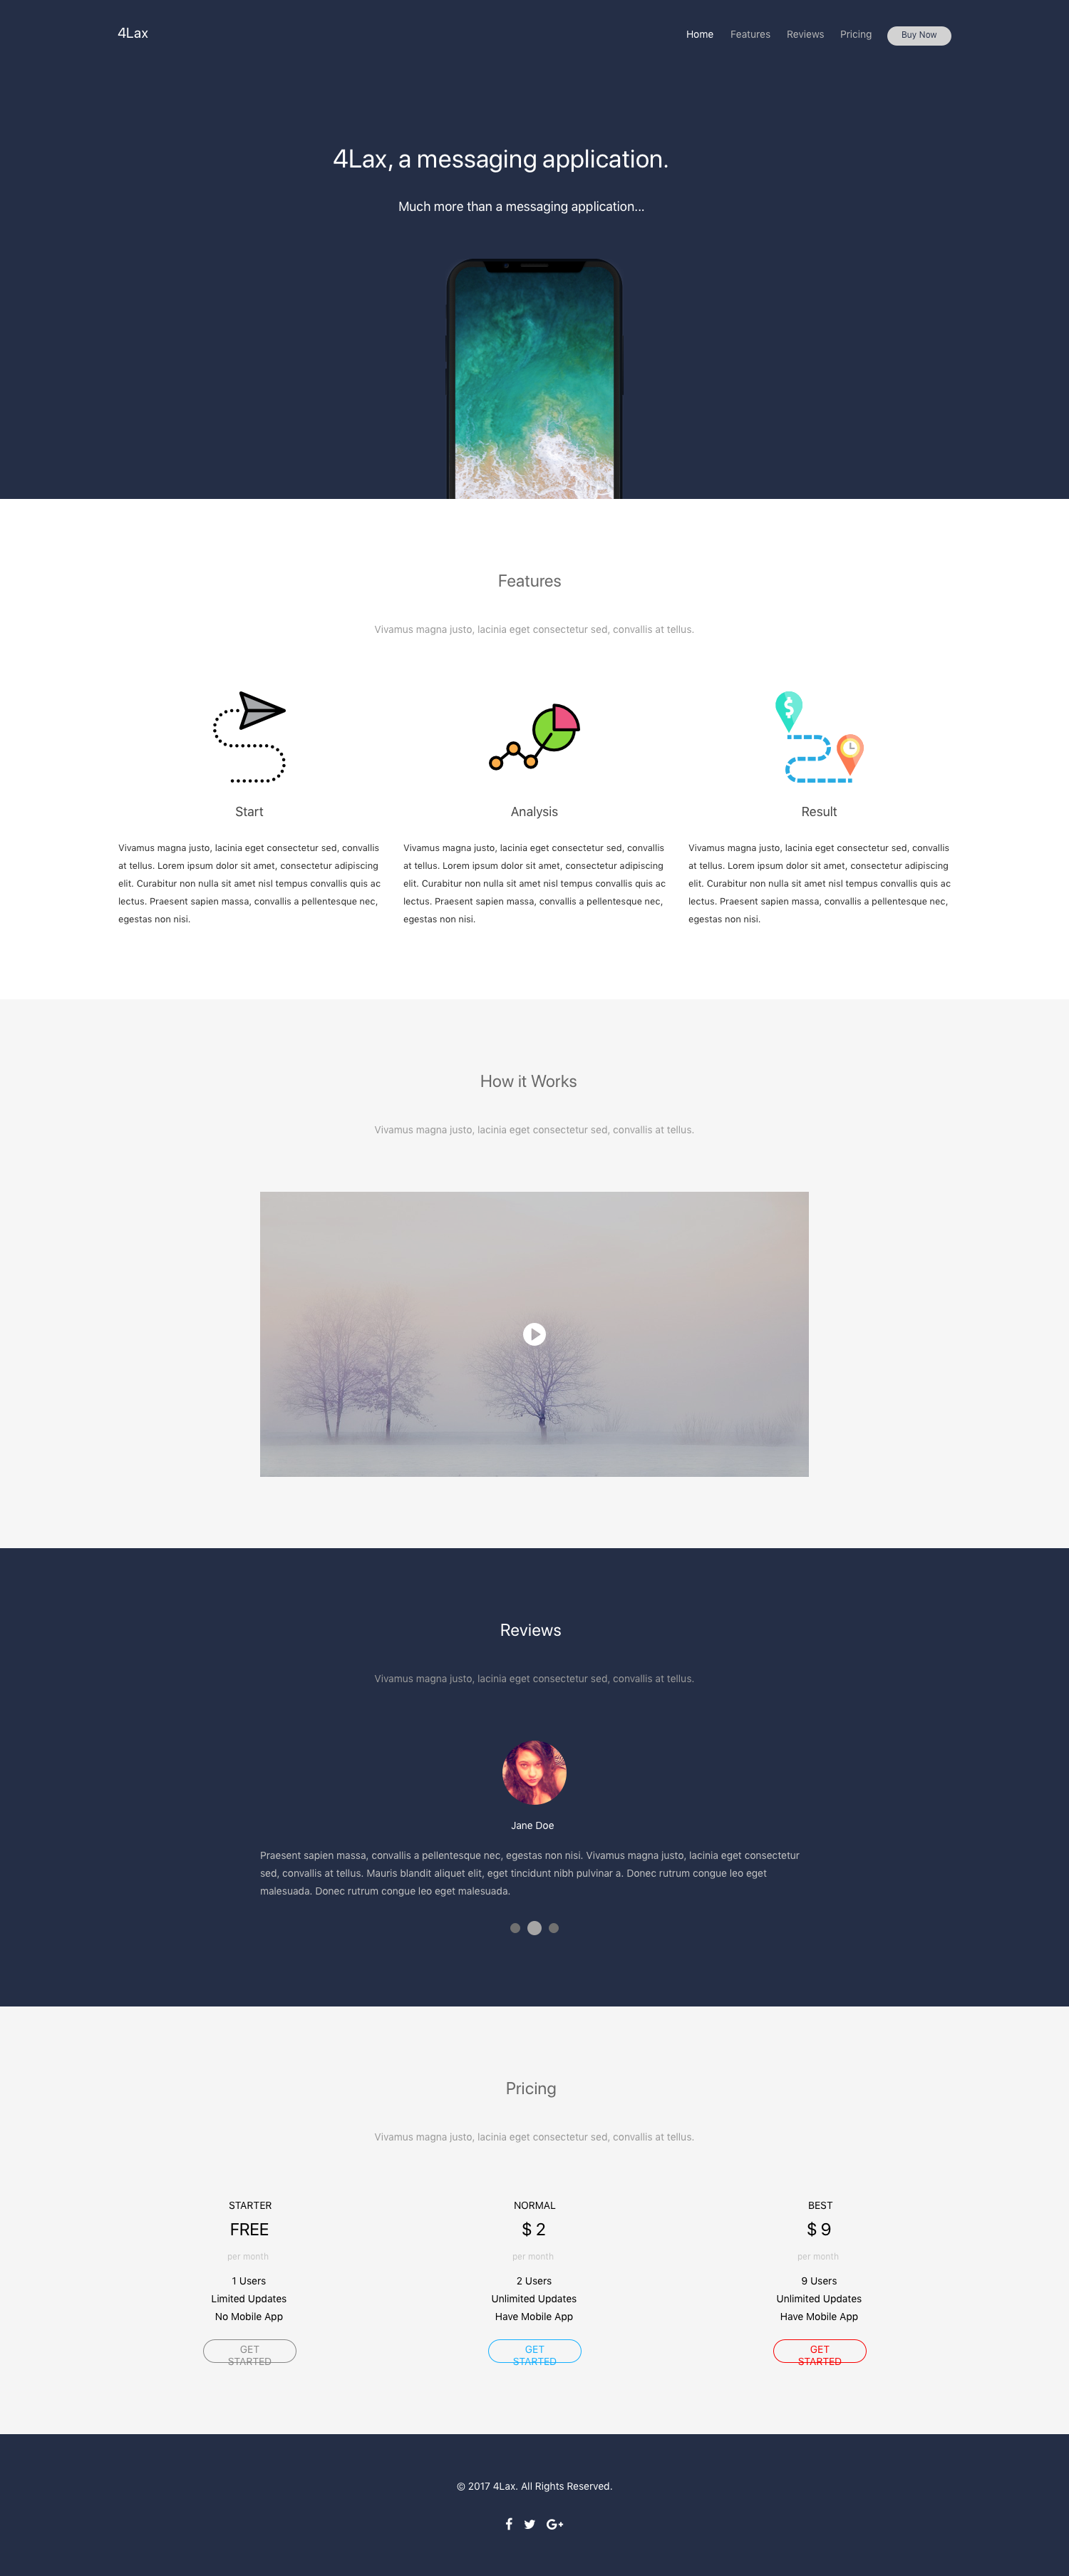 4Lax
Home Features Reviews Pricing Buy Now
4Lax, a messaging application.
Much more than a messaging application...
Features
Vivamus magna justo, lacinia eget consectetur sed, convallis at tellus.
Start
Vivamus magna justo, lacinia eget consectetur sed, convallis
at tellus. Lorem ipsum dolor sit amet, consectetur adipiscing
elit. Curabitur non nulla sit amet nisl tempus convallis quis ac
lectus. Praesent sapien massa, convallis a pellentesque nec,
egestas non nisi.
Analysis
Vivamus magna justo, lacinia eget consectetur sed, convallis
at tellus. Lorem ipsum dolor sit amet, consectetur adipiscing
elit. Curabitur non nulla sit amet nisl tempus convallis quis ac
lectus. Praesent sapien massa, convallis a pellentesque nec,
egestas non nisi.
Result
Vivamus magna justo, lacinia eget consectetur sed, convallis
at tellus. Lorem ipsum dolor sit amet, consectetur adipiscing
elit. Curabitur non nulla sit amet nisl tempus convallis quis ac
lectus. Praesent sapien massa, convallis a pellentesque nec,
egestas non nisi.
How it Works
Vivamus magna justo, lacinia eget consectetur sed, convallis at tellus.
Reviews
Vivamus magna justo, lacinia eget consectetur sed, convallis at tellus.
Jane Doe
Praesent sapien massa, convallis a pellentesque nec, egestas non nisi. Vivamus magna justo, lacinia eget consectetur
sed, convallis at tellus. Mauris blandit aliquet elit, eget tincidunt nibh pulvinar a. Donec rutrum congue leo eget
malesuada. Donec rutrum congue leo eget malesuada.
Pricing
Vivamus magna justo, lacinia eget consectetur sed, convallis at tellus.
STARTER
FREE
per month
1 Users
Limited Updates
No Mobile App
GET
STARTED
NORMAL
$ 2
per month
2 Users
Unlimited Updates
Have Mobile App
GET
STARTED
BEST
$ 9
per month
9 Users
Unlimited Updates
Have Mobile App
GET
STARTED
© 2017 4Lax. All Rights Reserved.